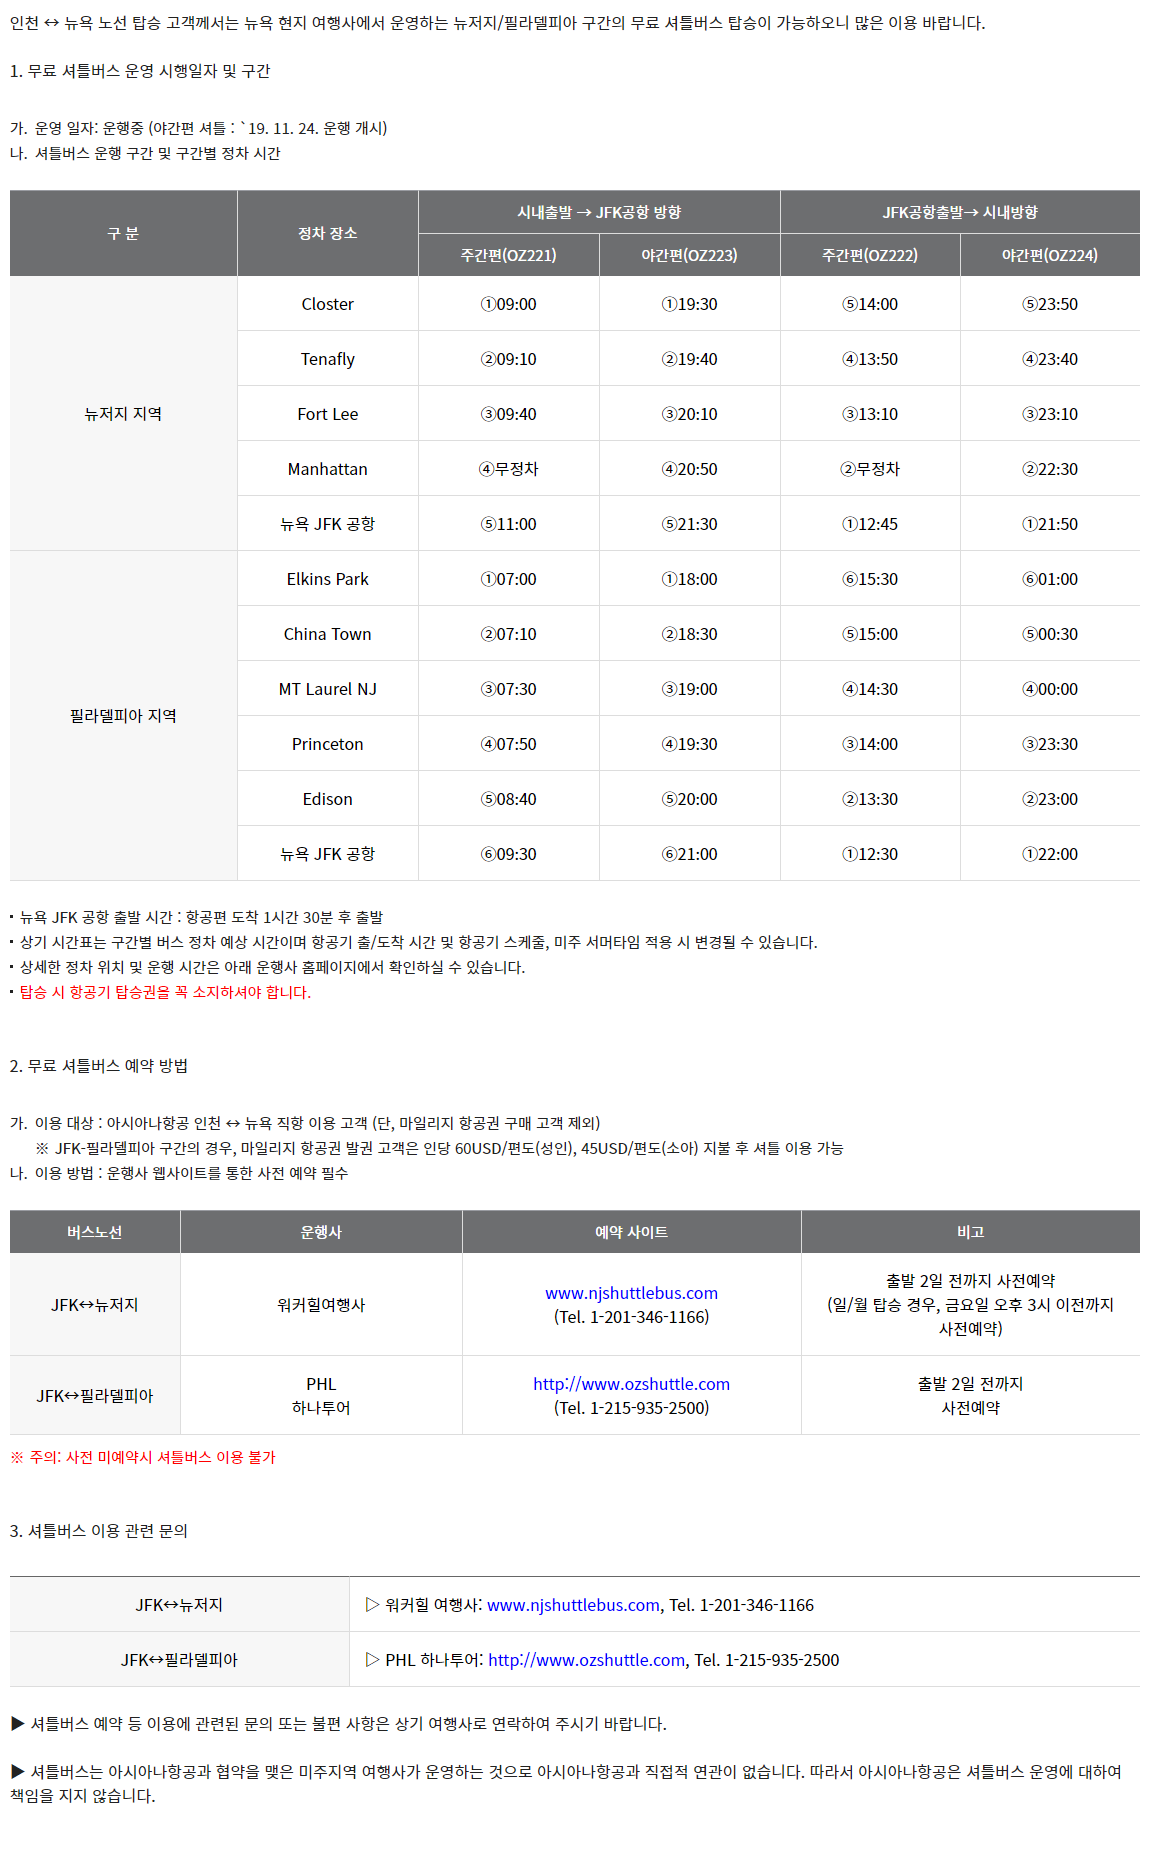 인천 ↔ 뉴욕 노선 탑승 고객께서는 뉴욕 현지 여행사에서 운영하는 뉴저지/필라델피아 구간의 무료 셔틀버스 탑승이 가능하오니 많은 이용 바랍니다.
1. 무료 셔틀버스 운영 시행일자 및 구간
가. 운영 일자: 운행중 (야간편 셔틀 : `19. 11. 24. 운행 개시)
나. 셔틀버스 운행 구간 및 구간별 정차 시간
구 분 정차 장소 시내출발 → JFK공항 방향 JFK공항출발→ 시내방향
주간편(OZ221) 야간편(OZ223) 주간편(OZ222) 야간편(OZ224)
뉴저지 지역
Closter ①09:00 ①19:30 ⑤14:00 ⑤23:50
Tenafly ②09:10 ②19:40 ④13:50 ④23:40
Fort Lee ③09:40 ③20:10 ③13:10 ③23:10
Manhattan ④무정차 ④20:50 ②무정차 ②22:30
뉴욕 JFK 공항 ⑤11:00 ⑤21:30 ①12:45 ①21:50
필라델피아 지역
Elkins Park ①07:00 ①18:00 ⑥15:30 ⑥01:00
China Town ②07:10 ②18:30 ⑤15:00 ⑤00:30
MT Laurel NJ ③07:30 ③19:00 ④14:30 ④00:00
Princeton ④07:50 ④19:30 ③14:00 ③23:30
Edison ⑤08:40 ⑤20:00 ②13:30 ②23:00
뉴욕 JFK 공항 ⑥09:30 ⑥21:00 ①12:30 ①22:00
▪ 뉴욕 JFK 공항 출발 시간 : 항공편 도착 1시간 30분 후 출발
▪ 상기 시간표는 구간별 버스 정차 예상 시간이며 항공기 출/도착 시간 및 항공기 스케줄, 미주 서머타임 적용 시 변경될 수 있습니다.
▪ 상세한 정차 위치 및 운행 시간은 아래 운행사 홈페이지에서 확인하실 수 있습니다.
▪ 탑승 시 항공기 탑승권을 꼭 소지하셔야 합니다.
2. 무료 셔틀버스 예약 방법
가. 이용 대상 : 아시아나항공 인천 ↔ 뉴욕 직항 이용 고객 (단, 마일리지 항공권 구매 고객 제외)
※ JFK-필라델피아 구간의 경우, 마일리지 항공권 발권 고객은 인당 60USD/편도(성인), 45USD/편도(소아) 지불 후 셔틀 이용 가능
나. 이용 방법 : 운행사 웹사이트를 통한 사전 예약 필수
버스노선 운행사 예약 사이트 비고
JFK↔뉴저지
워커힐여행사
www.njshuttlebus.com
(Tel. 1-201-346-1166)
출발 2일 전까지 사전예약
(일/월 탑승 경우, 금요일 오후 3시 이전까지
사전예약)
JFK↔필라델피아
PHL
하나투어
http://www.ozshuttle.com
(Tel. 1-215-935-2500)
출발 2일 전까지
사전예약
※ 주의: 사전 미예약시 셔틀버스 이용 불가
3. 셔틀버스 이용 관련 문의
JFK↔뉴저지 ▷ 워커힐 여행사: www.njshuttlebus.com, Tel. 1-201-346-1166
JFK↔필라델피아 ▷ PHL 하나투어: http://www.ozshuttle.com, Tel. 1-215-935-2500
▶ 셔틀버스 예약 등 이용에 관련된 문의 또는 불편 사항은 상기 여행사로 연락하여 주시기 바랍니다.
▶ 셔틀버스는 아시아나항공과 협약을 맺은 미주지역 여행사가 운영하는 것으로 아시아나항공과 직접적 연관이 없습니다. 따라서 아시아나항공은 셔틀버스 운영에 대하여
책임을 지지 않습니다.